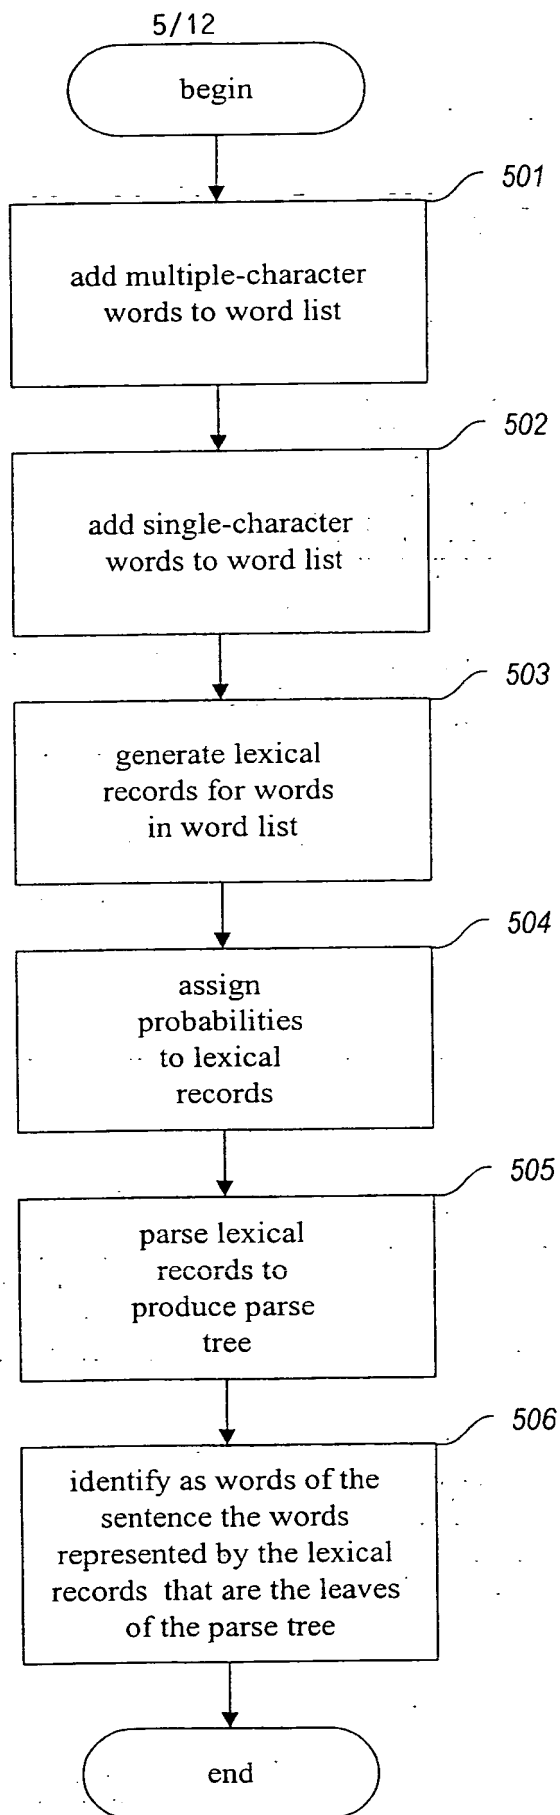 5/12
begin
501
add multiple-character
words to word list
502
add single-character
words to word list
503
generate lexical
records for words
in word list
504
assign
probabilities
to lexical
records
505
parse lexical
records to
produce parse
tree
506
identify as words of the
sentence the words
represented by the lexical
records that are the leaves
of the parse tree
end